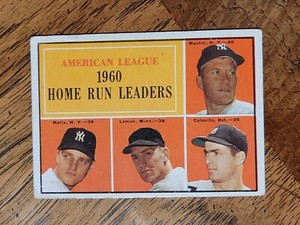 AMERICAN LEAGUE
1960
HOME RUN LEADERS
Mantle, N. Y.—40
Maris, N. Y.—39
Lemon, Minn.—38
Colavito, Det.—35